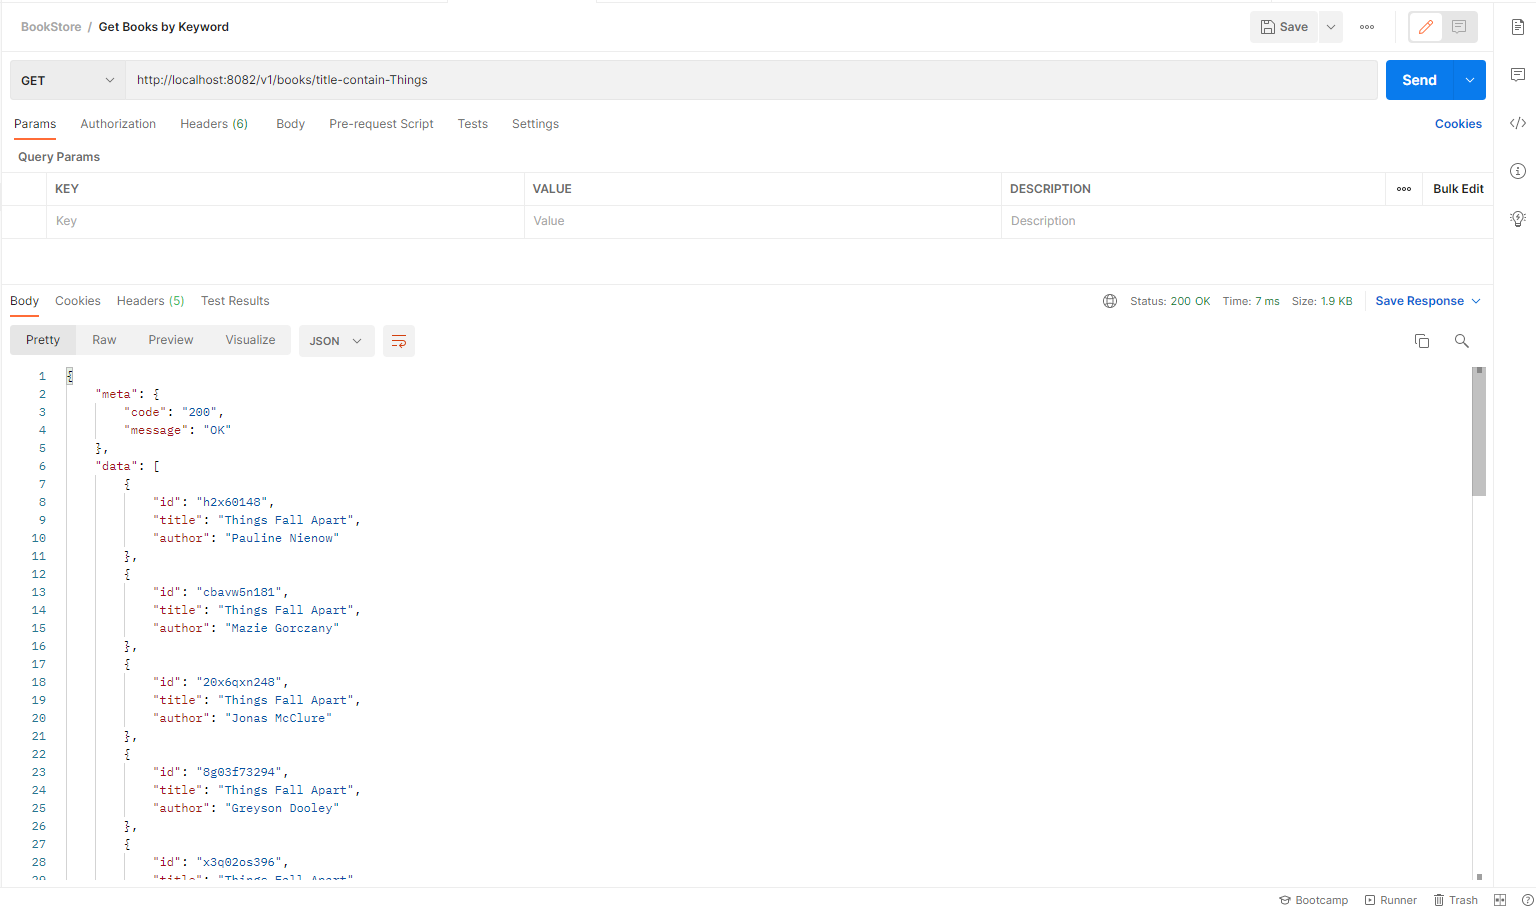 BookStore / Get Books by Keyword
Save
GET
http://localhost:8082/v1/books/title-contain-Things
Send
Params Authorization Headers (6) Body Pre-request Script Tests Settings
Cookies
Query Params
KEY VALUE DESCRIPTION Bulk Edit
Key Value Description
Body Cookies Headers (5) Test Results
Status: 200 OK Time: 7 ms Size: 1.9 KB Save Response
Pretty Raw Preview Visualize JSON
1 {
2 "meta": {
3 "code": "200",
4 "message": "OK"
5 },
6 "data": [
7 {
8 "id": "h2x60148",
9 "title": "Things Fall Apart",
10 "author": "Pauline Nienow"
11 },
12 {
13 "id": "cbavw5n181",
14 "title": "Things Fall Apart",
15 "author": "Mazie Gorczany"
16 },
17 {
18 "id": "20x6qxn248",
19 "title": "Things Fall Apart",
20 "author": "Jonas McClure"
21 },
22 {
23 "id": "8g03f73294",
24 "title": "Things Fall Apart",
25 "author": "Greyson Dooley"
26 },
27 {
28 "id": "x3q02os396",
29 "title": "Things Fall Apart"
Bootcamp Runner Trash